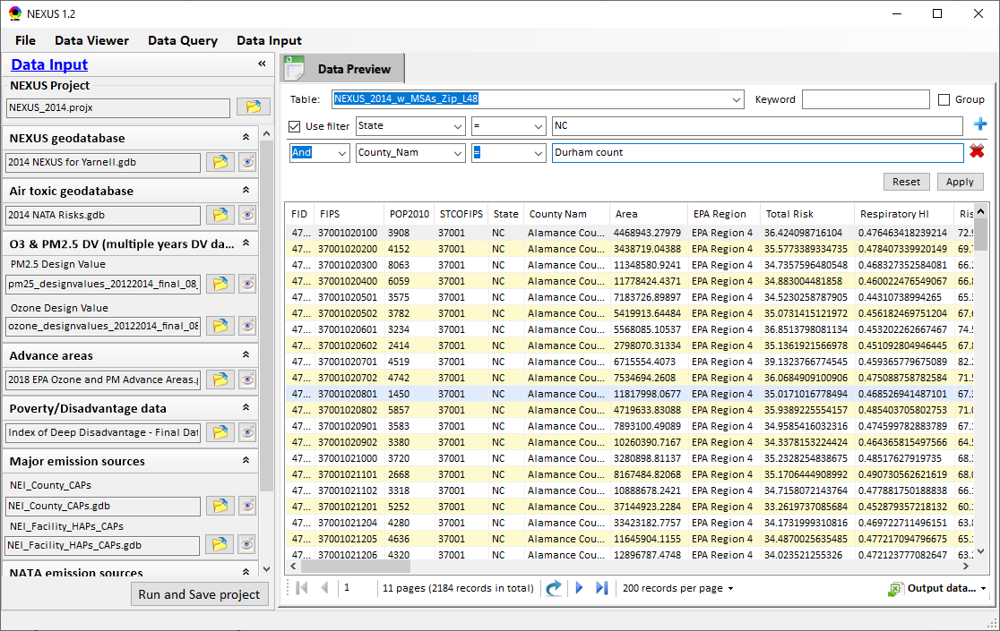 NEXUS 1.2
File Data Viewer Data Query Data Input
Data Input «
NEXUS Project
NEXUS_2014.projx
NEXUS geodatabase
2014 NEXUS for Yarnell.gdb
Air toxic geodatabase
2014 NATA Risks.gdb
O3 & PM2.5 DV (multiple years DV da...
PM2.5 Design Value
pm25_designvalues_20122014_final_08_
Ozone Design Value
ozone_designvalues_20122014_final_08
Advance areas
2018 EPA Ozone and PM Advance Areas.g
Poverty/Disadvantage data
Index of Deep Disadvantage - Final Dat
Major emission sources
NEI_County_CAPs
NEI_County_CAPs.gdb
NEI_Facility_HAPs_CAPs
NEI_Facility_HAPs_CAPs.gdb
NATA emission sources
Run and Save project
Data Preview
Table: NEXUS_2014_w_MSAs_Zip_L48 Keyword Group
Use filter State = NC
And County_Nam = Durham count
Reset Apply
FID FIPS POP2010 STCOFIPS State County Nam Area EPA Region Total Risk Respiratory HI Ris
47... 37001020100 3908 37001 NC Alamance Cou... 4468943.27979 EPA Region 4 36.424098716104 0.476463418239214 72.9
47... 37001020200 4152 37001 NC Alamance Cou... 3438719.04388 EPA Region 4 35.5773389334735 0.478407339920149 69.
47... 37001020300 8063 37001 NC Alamance Cou... 11348580.9241 EPA Region 4 34.7357596480548 0.468327352584081 66.2
47... 37001020400 6059 37001 NC Alamance Cou... 11778424.4371 EPA Region 4 34.883004481858 0.460022476549067 66.8
47... 37001020501 3575 37001 NC Alamance Cou... 7183726.89897 EPA Region 4 34.5230258787905 0.44310738994265 65.
47... 37001020502 3782 37001 NC Alamance Cou... 5419913.64484 EPA Region 4 35.0731415121972 0.456182469751204 67.
47... 37001020601 3234 37001 NC Alamance Cou... 5568085.10537 EPA Region 4 36.8513798081134 0.453202262667467 74.
47... 37001020602 2414 37001 NC Alamance Cou... 2798070.31334 EPA Region 4 35.1361921566978 0.451092804946445 67.8
47... 37001020701 4519 37001 NC Alamance Cou... 6715554.4073 EPA Region 4 39.1323766774545 0.459365779675089 82.
47... 37001020702 4742 37001 NC Alamance Cou... 7534694.2608 EPA Region 4 36.0684909100906 0.475088758782584 71.
47... 37001020801 1450 37001 NC Alamance Cou... 11817998.0677 EPA Region 4 35.0171016778494 0.468526941487101 67.
47... 37001020802 5857 37001 NC Alamance Cou... 4719633.83088 EPA Region 4 35.9389225554157 0.485403705802753 71.
47... 37001020901 3583 37001 NC Alamance Cou... 7893100.49089 EPA Region 4 34.9585416032316 0.474599782883789 67.
47... 37001020902 3380 37001 NC Alamance Cou... 10260390.7167 EPA Region 4 34.3378153224424 0.464365815497566 64.
47... 37001021000 3720 37001 NC Alamance Cou... 3280898.81137 EPA Region 4 35.2328254838675 0.48517627919735 68.
47... 37001021101 2668 37001 NC Alamance Cou... 8167484.82068 EPA Region 4 35.1706444908992 0.490730562621619 68.
47... 37001021102 3318 37001 NC Alamance Cou... 10888678.2421 EPA Region 4 34.7158072143764 0.477881750188838 66.
47... 37001021201 5252 37001 NC Alamance Cou... 37144923.2284 EPA Region 4 33.2619737085684 0.452879357218132 60.
47... 37001021204 4280 37001 NC Alamance Cou... 33423182.7757 EPA Region 4 34.1731999310816 0.469722711496151 63.8
47... 37001021205 4636 37001 NC Alamance Cou... 11645904.1155 EPA Region 4 34.4870025635485 0.477217094796675 65.
47... 37001021206 4320 37001 NC Alamance Cou... 12896787.4748 EPA Region 4 34.023521255326 0.472123777082647 63.2
1 11 pages (2184 records in total) 200 records per page Output data...